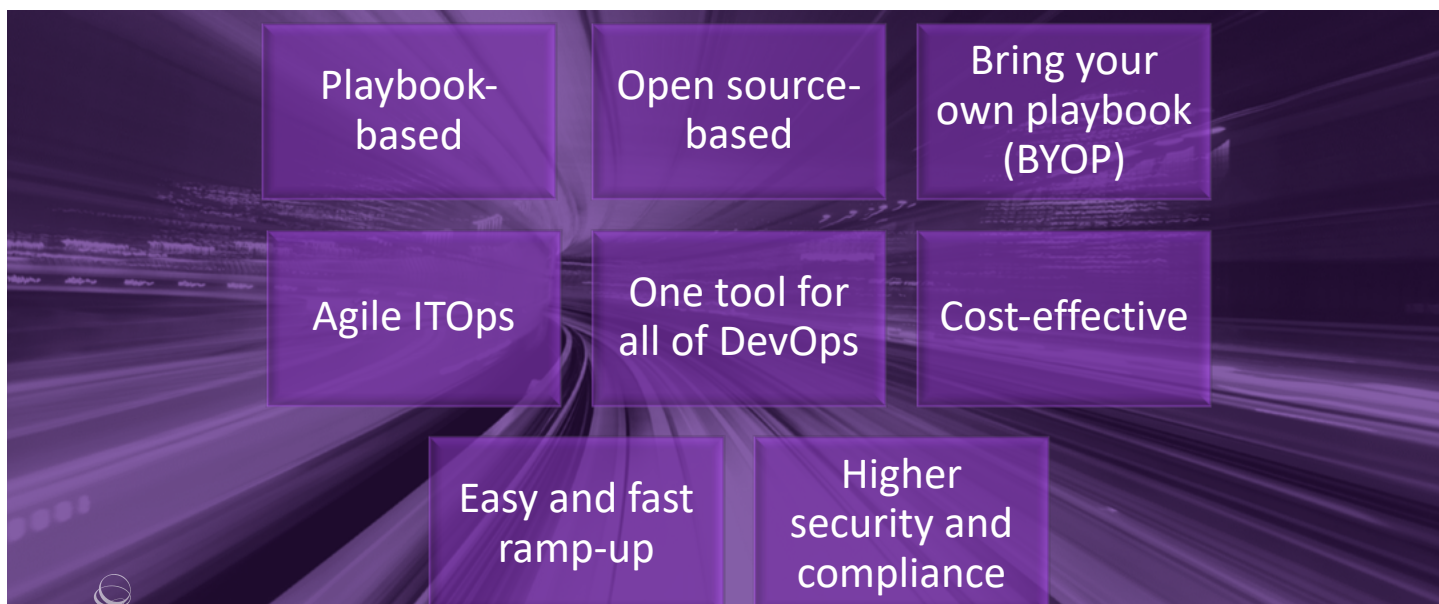 Playbook-
based
Open source-
based
Bring your
own playbook
(BYOP)
Agile ITOps
One tool for
all of DevOps
Cost-effective
Easy and fast
ramp-up
Higher
security and
compliance